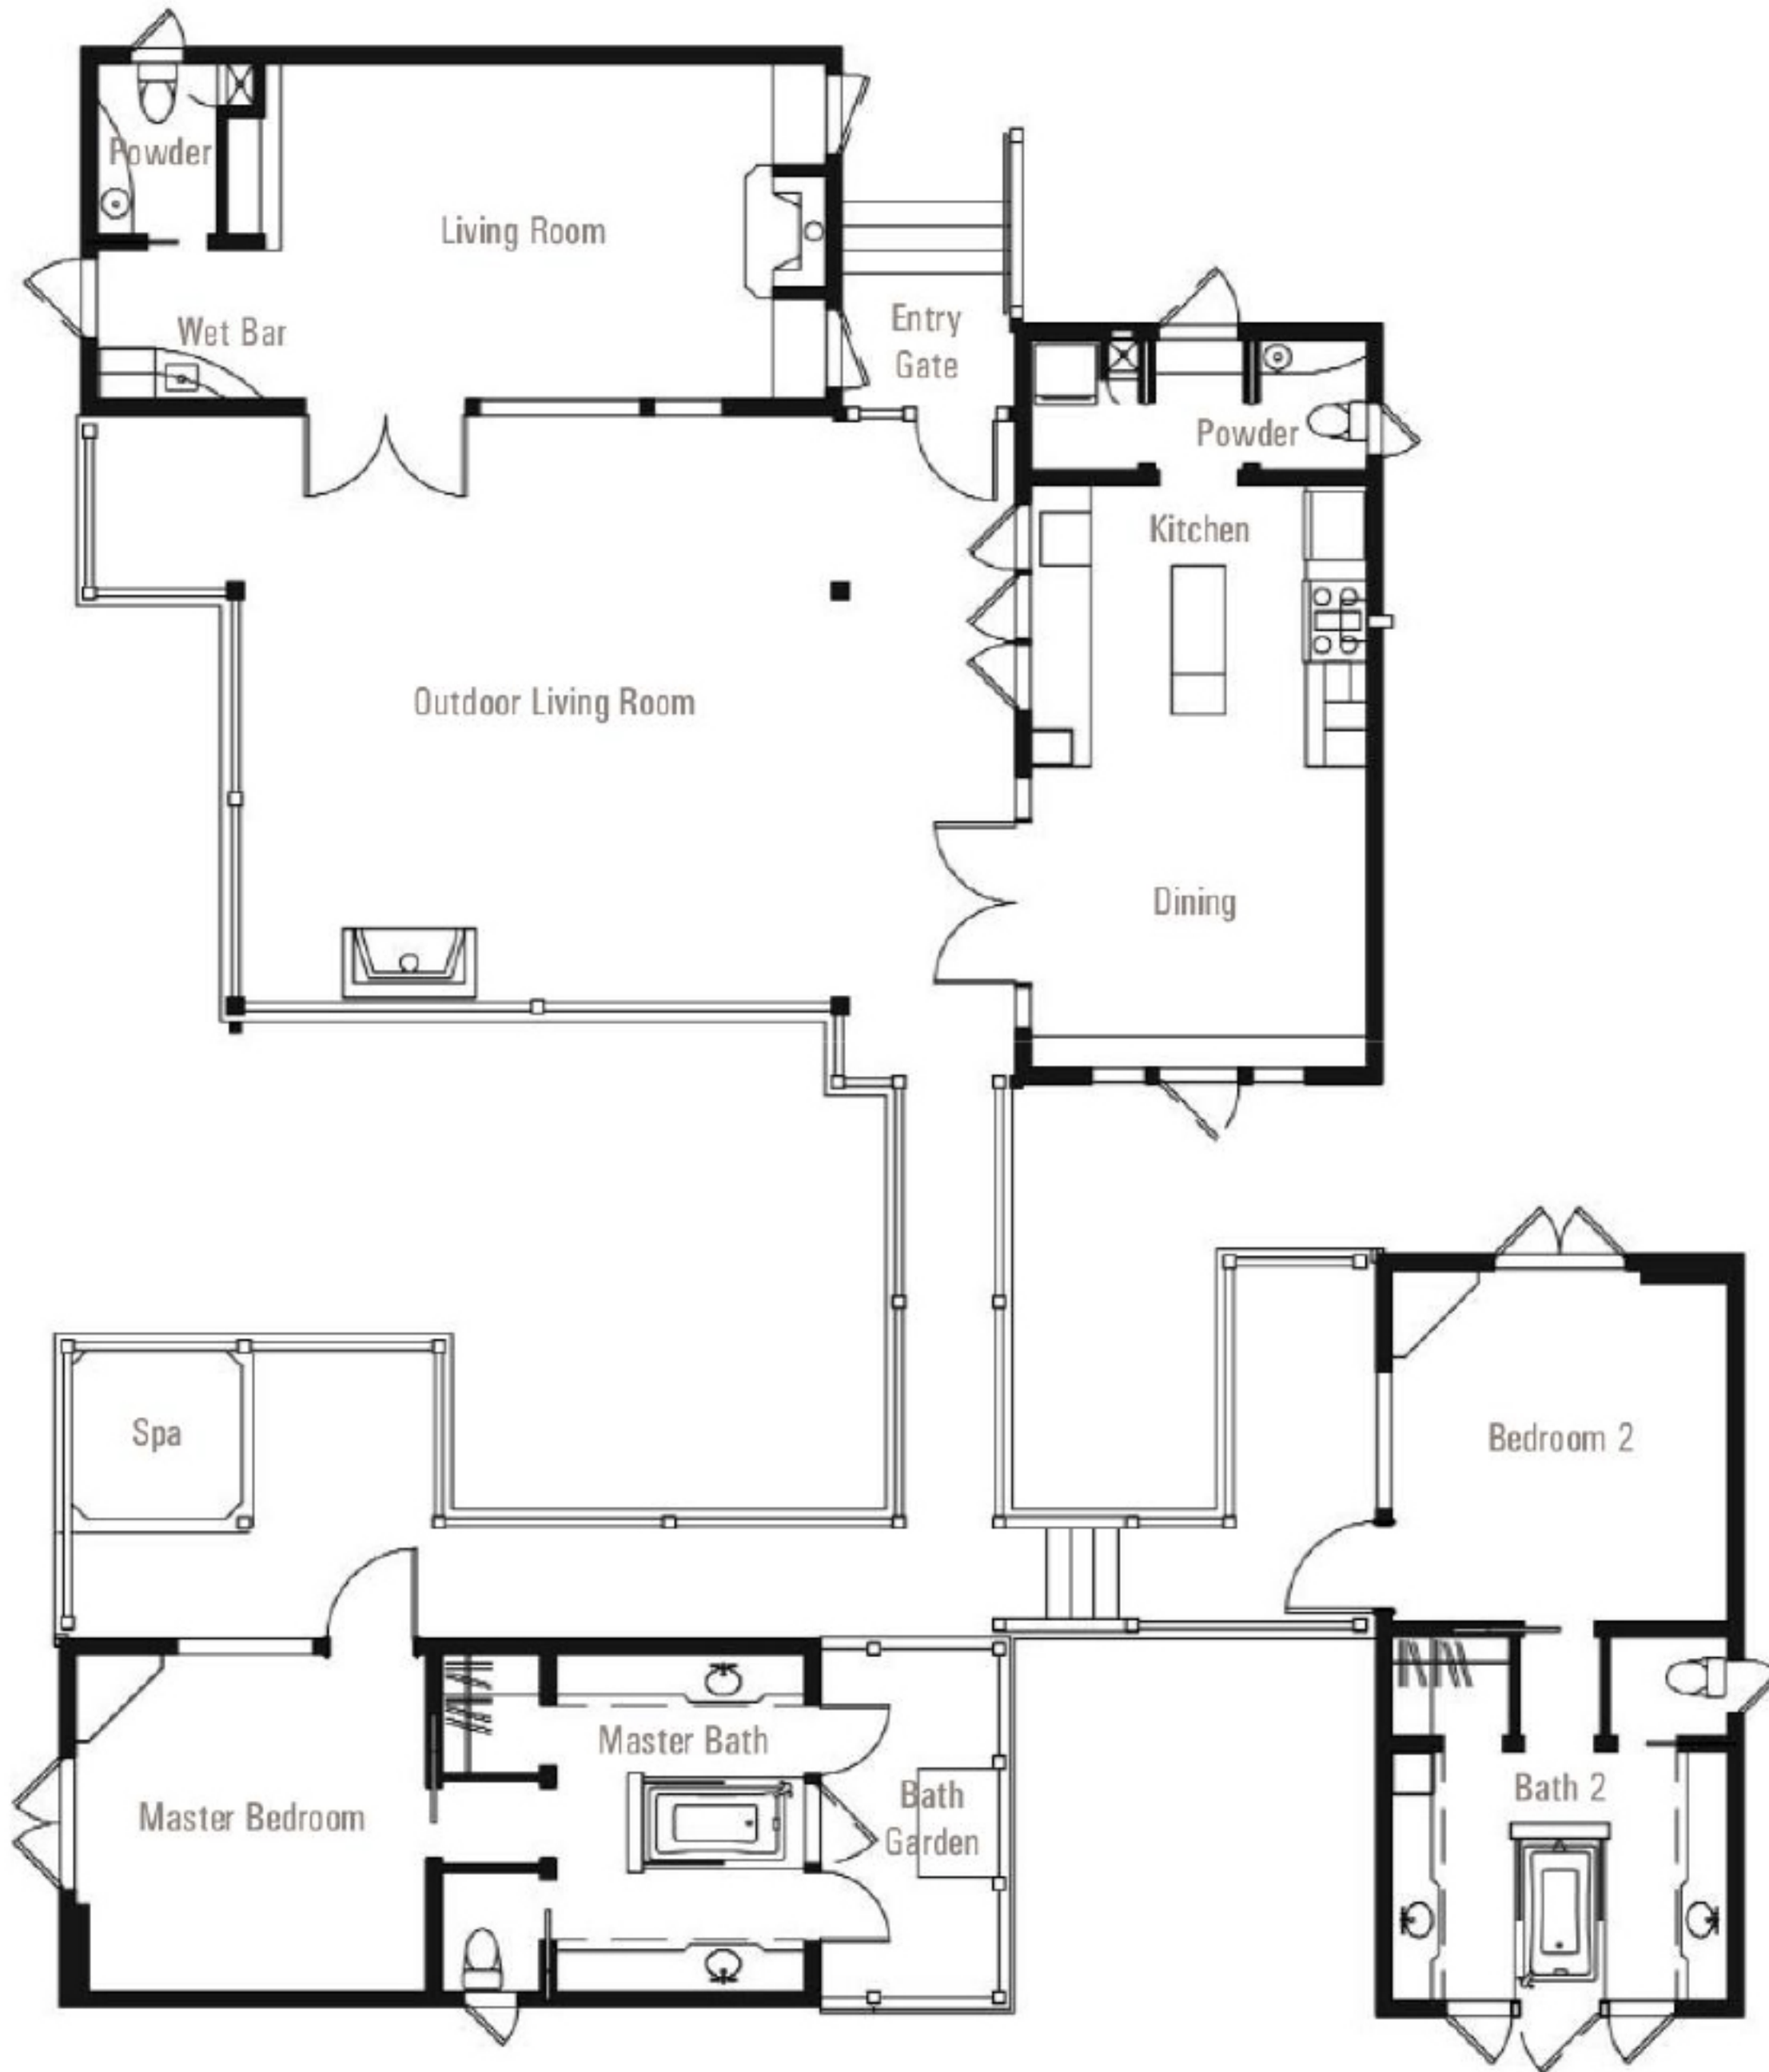 Powder
Living Room
Wet Bar
Entry
Gate
Powder
Kitchen
Outdoor Living Room
Dining
Spa
Bedroom 2
Master Bath
Master Bedroom
Bath
Garden
Bath 2